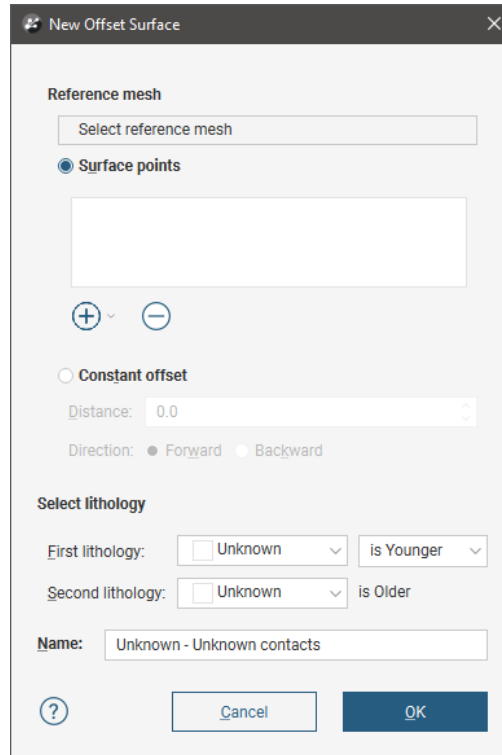 New Offset Surface
Reference mesh
Select reference mesh
Surface points
Constant offset
Distance: 0.0
Direction: Forward Backward
Select lithology
First lithology: Unknown is Younger
Second lithology: Unknown is Older
Name: Unknown - Unknown contacts
? Cancel OK